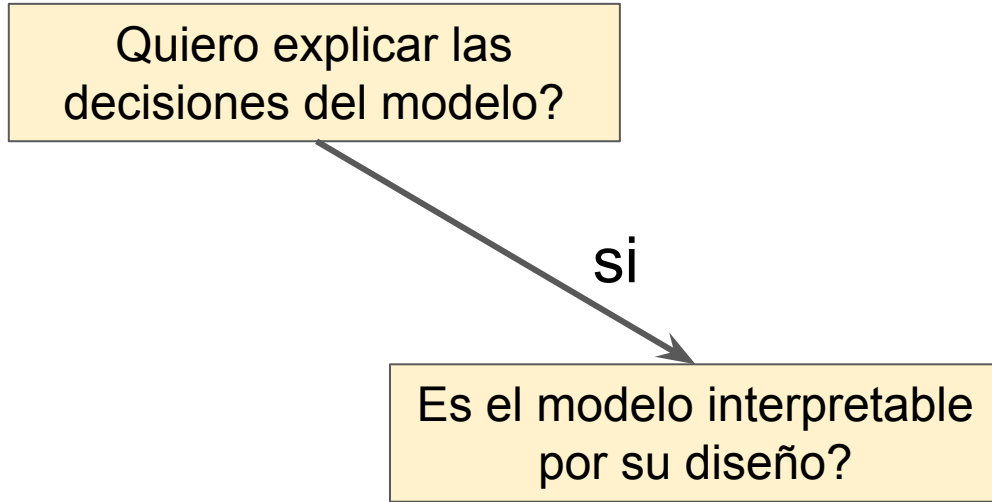 Quiero explicar las
decisiones del modelo?
si
Es el modelo interpretable
por su diseño?